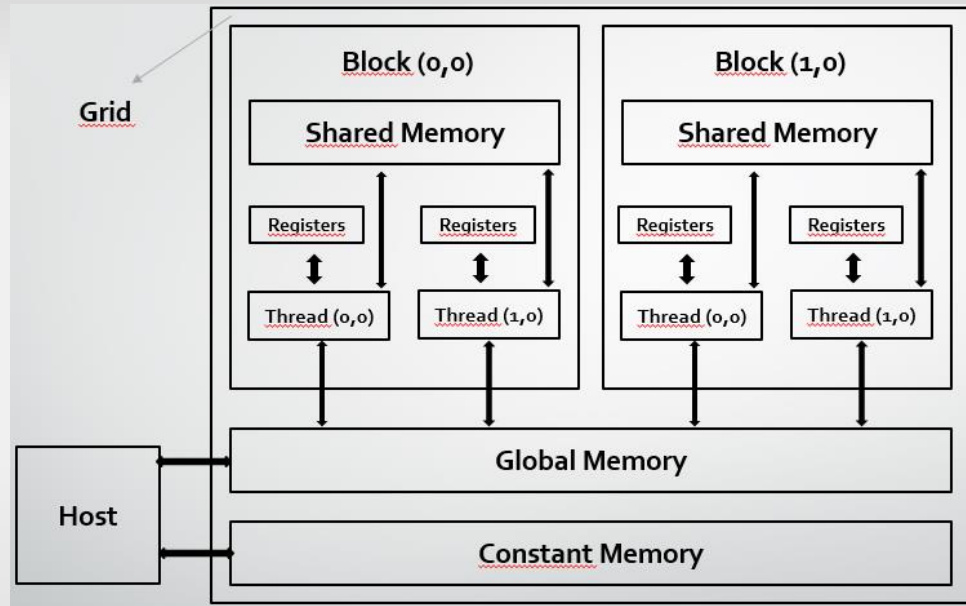 Grid
Block (0,0)
Block (1,0)
Shared Memory
Shared Memory
Registers
Registers
Registers
Registers
Thread (0,0)
Thread (1,0)
Thread (0,0)
Thread (1,0)
Global Memory
Host
Constant Memory